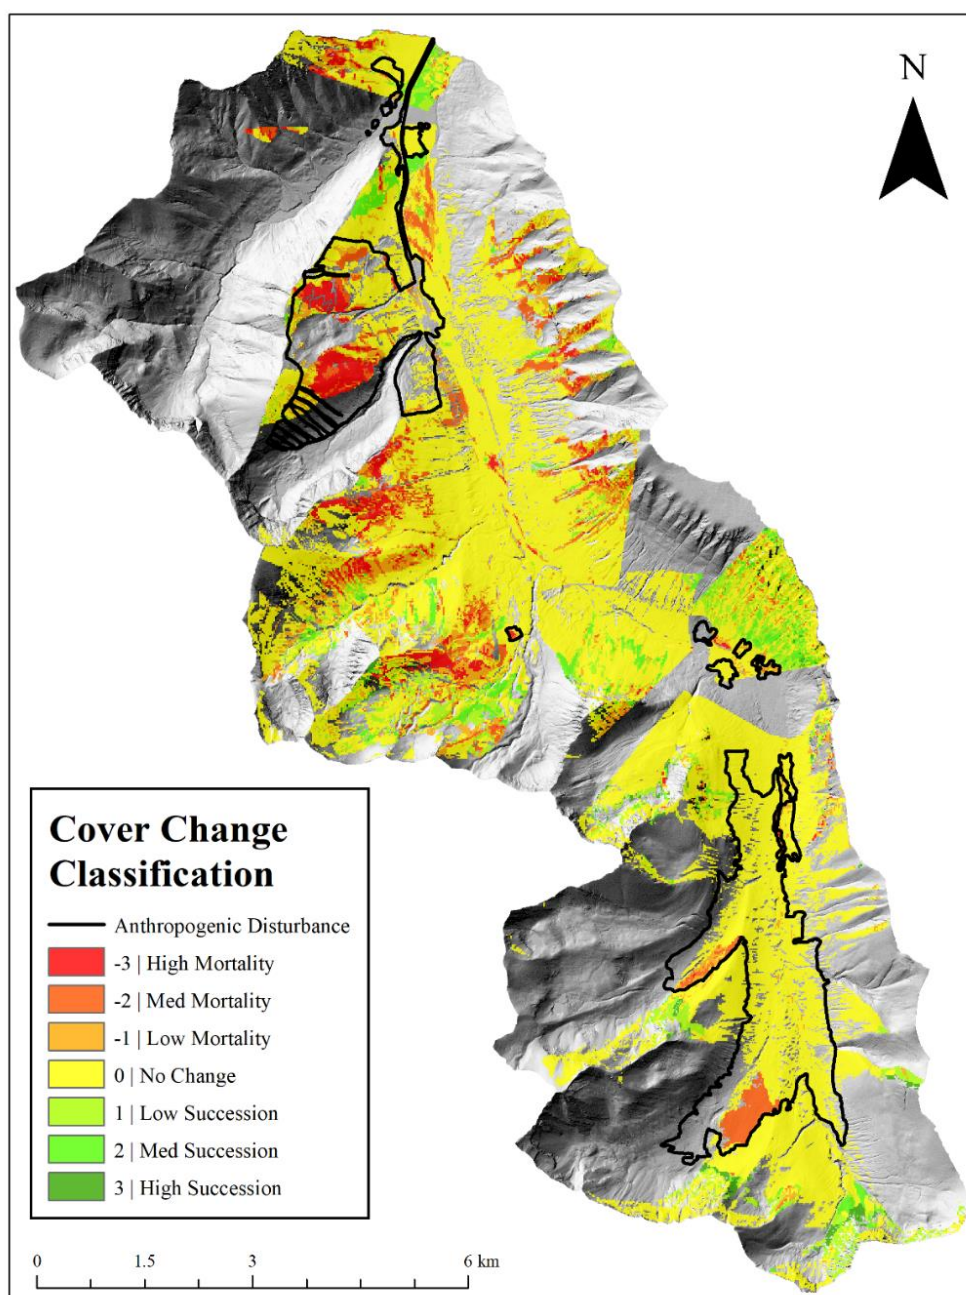 N
Cover Change
Classification
Anthropogenic Disturbance
-3 | High Mortality
-2 | Med Mortality
-1 | Low Mortality
0 | No Change
1 | Low Succession
2 | Med Succession
3 | High Succession
0 1.5 3 6 km